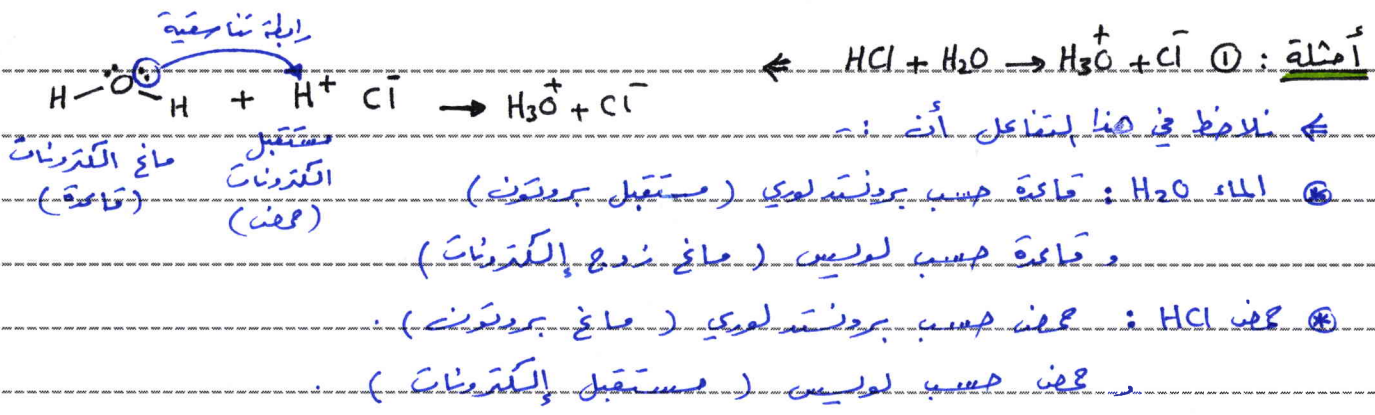 أمثلة : ① HCl + H₂O → H₃O⁺ + Cl⁻ ⇐
رابطة تناسقية
H–O–H + H⁺ Cl⁻ → H₃O⁺ + Cl⁻
مانح الكترونات (قاعدة)
مستقبل الكترونات (حمض)
⇐ نلاحظ في هذا التفاعل أن :-
⊛ الماء H₂O : قاعدة حسب برونستد لوري (مستقبل بروتون)
و قاعدة حسب لويس ( مانح زوج إلكترونات )
⊛ حمض HCl : حمض حسب برونستد لوري ( مانح بروتون ) .
و حمض حسب لويس ( مستقبل إلكترونات ) .